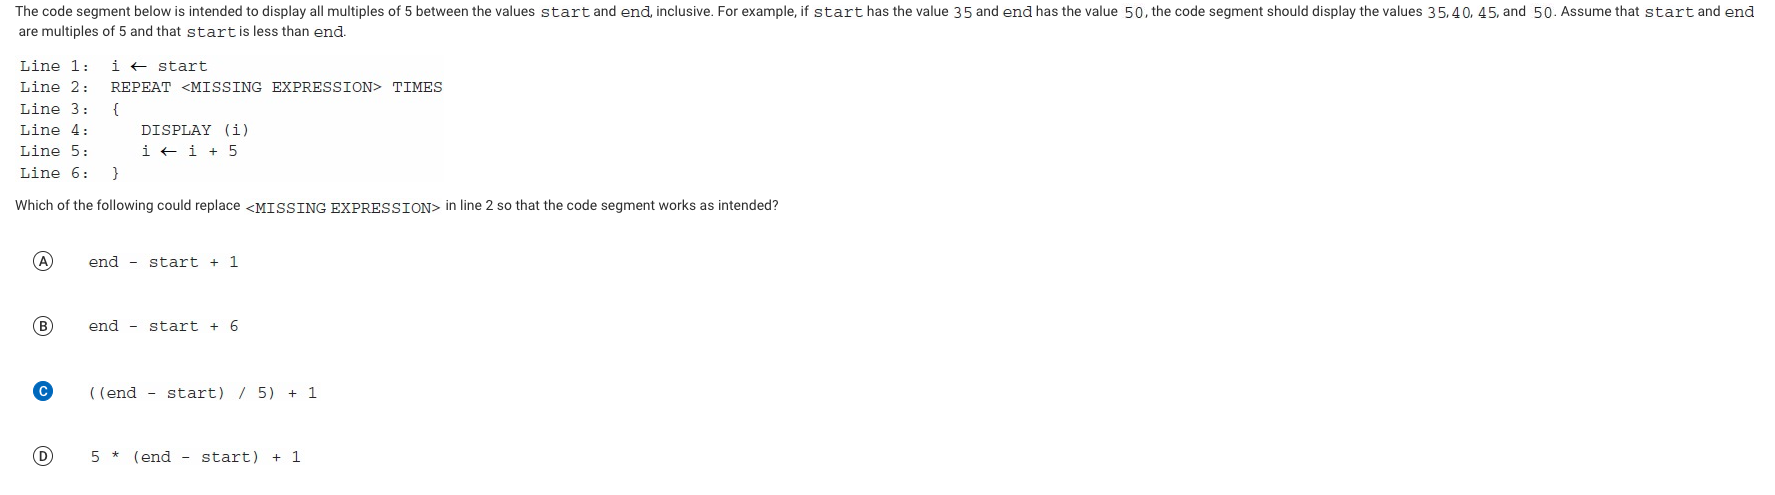 The code segment below is intended to display all multiples of 5 between the values start and end, inclusive. For example, if start has the value 35 and end has the value 50, the code segment should display the values 35, 40, 45, and 50. Assume that start and end
are multiples of 5 and that start is less than end.
Line 1: i ← start
Line 2: REPEAT <MISSING EXPRESSION> TIMES
Line 3: {
Line 4: DISPLAY (i)
Line 5: i ← i + 5
Line 6: }
Which of the following could replace <MISSING EXPRESSION> in line 2 so that the code segment works as intended?
A end - start + 1
B end - start + 6
C ((end - start) / 5) + 1
D 5 * (end - start) + 1